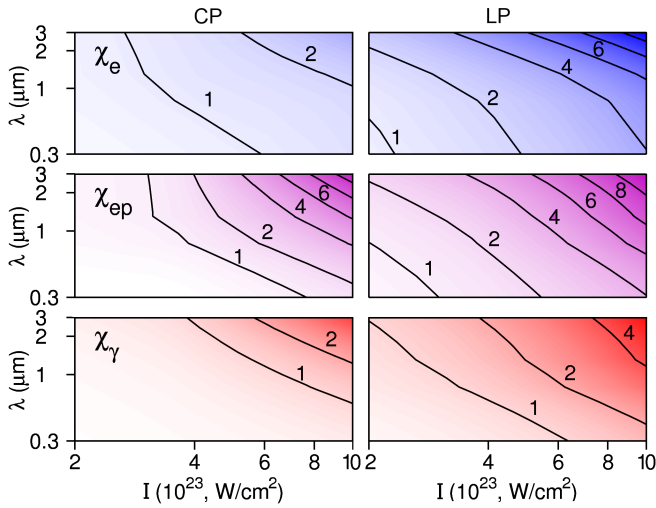 CP LP
3 χe 2 6
λ (μm) 1 4
1 2
0.3 1
3 χep 6 8
2 4 6
λ (μm) 1 2 4
1 2
0.3 1
3 χγ 4
2 2
λ (μm) 1 1 2
1
0.3
2 4 6 8 10 2 4 6 8 10
I (10²³, W/cm²) I (10²³, W/cm²)